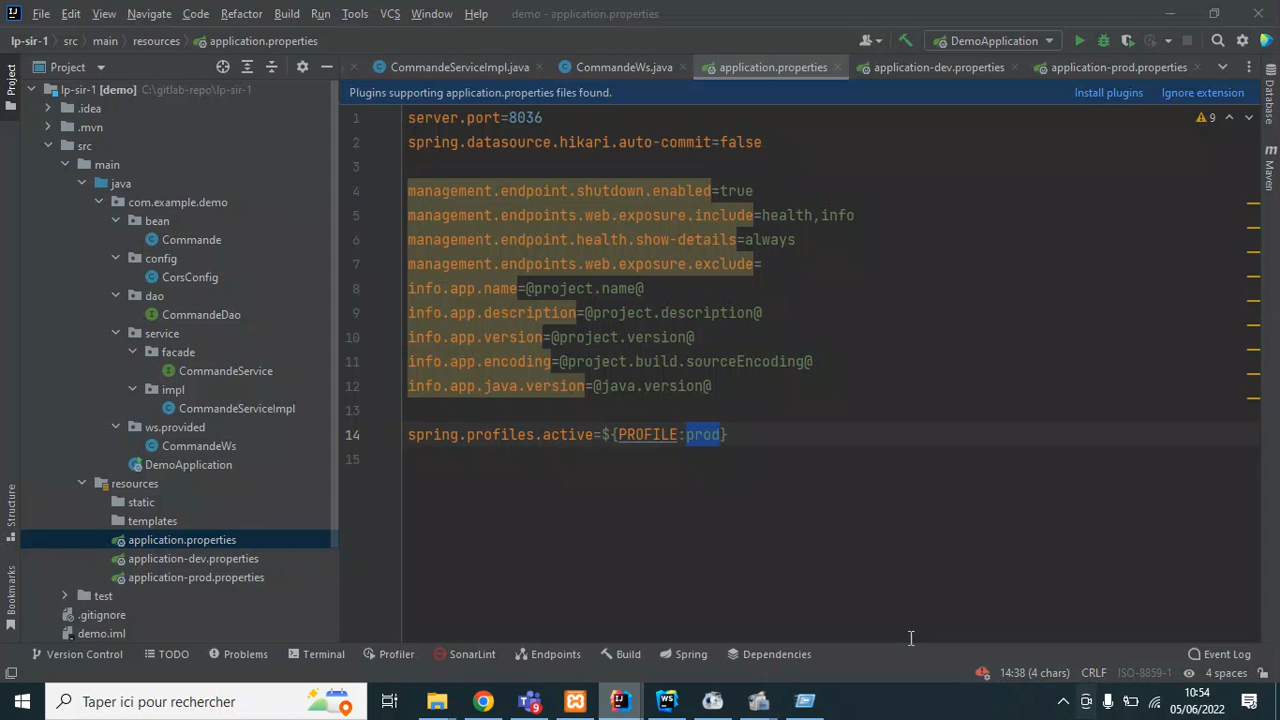 File Edit View Navigate Code Refactor Build Run Tools VCS Window Help demo - application.properties
lp-sir-1 src main resources application.properties DemoApplication
Project CommandeServiceImpl.java CommandeWs.java application.properties application-dev.properties application-prod.properties
Plugins supporting application.properties files found. Install plugins Ignore extension
Project
Structure
Bookmarks
lp-sir-1 [demo] C:\gitlab-repo\lp-sir-1
.idea
.mvn
src
main
java
com.example.demo
bean
Commande
config
CorsConfig
dao
CommandeDao
service
facade
CommandeService
impl
CommandeServiceImpl
ws.provided
CommandeWs
DemoApplication
resources
static
templates
application.properties
application-dev.properties
application-prod.properties
test
.gitignore
demo.iml
1 server.port=8036
2 spring.datasource.hikari.auto-commit=false
3
4 management.endpoint.shutdown.enabled=true
5 management.endpoints.web.exposure.include=health,info
6 management.endpoint.health.show-details=always
7 management.endpoints.web.exposure.exclude=
8 info.app.name=@project.name@
9 info.app.description=@project.description@
10 info.app.version=@project.version@
11 info.app.encoding=@project.build.sourceEncoding@
12 info.app.java.version=@java.version@
13
14 spring.profiles.active=${PROFILE:prod}
15
9
Database
Maven
Version Control TODO Problems Terminal Profiler SonarLint Endpoints Build Spring Dependencies Event Log
14:38 (4 chars) CRLF ISO-8859-1 4 spaces
Taper ici pour rechercher
9
10:54
05/06/2022